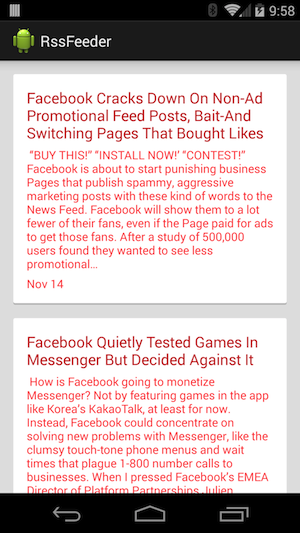 9:58
RssFeeder
Facebook Cracks Down On Non-Ad
Promotional Feed Posts, Bait-And
Switching Pages That Bought Likes
“BUY THIS!” “INSTALL NOW!’ “CONTEST!”
Facebook is about to start punishing business
Pages that publish spammy, aggressive
marketing posts with these kind of words to the
News Feed. Facebook will show them to a lot
fewer of their fans, even if the Page paid for ads
to get those fans. After a study of 500,000
users found they wanted to see less
promotional…
Nov 14
Facebook Quietly Tested Games In
Messenger But Decided Against It
How is Facebook going to monetize
Messenger? Not by featuring games in the app
like Korea’s KakaoTalk, at least for now.
Instead, Facebook could concentrate on
solving new problems with Messenger, like the
clumsy touch-tone phone menus and wait
times that plague 1-800 number calls to
businesses. When I pressed Facebook’s EMEA
Director of Platform Partnerships Julien